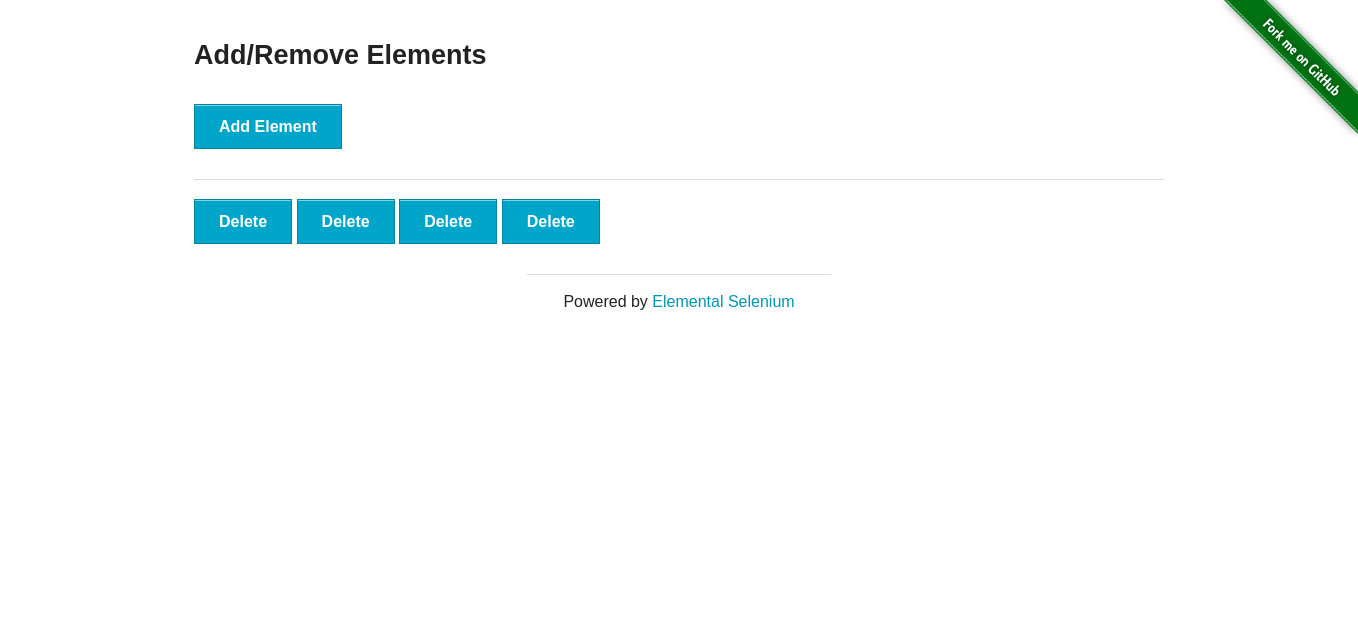 Fork me on GitHub
Add/Remove Elements
Add Element
Delete Delete Delete Delete
Powered by Elemental Selenium